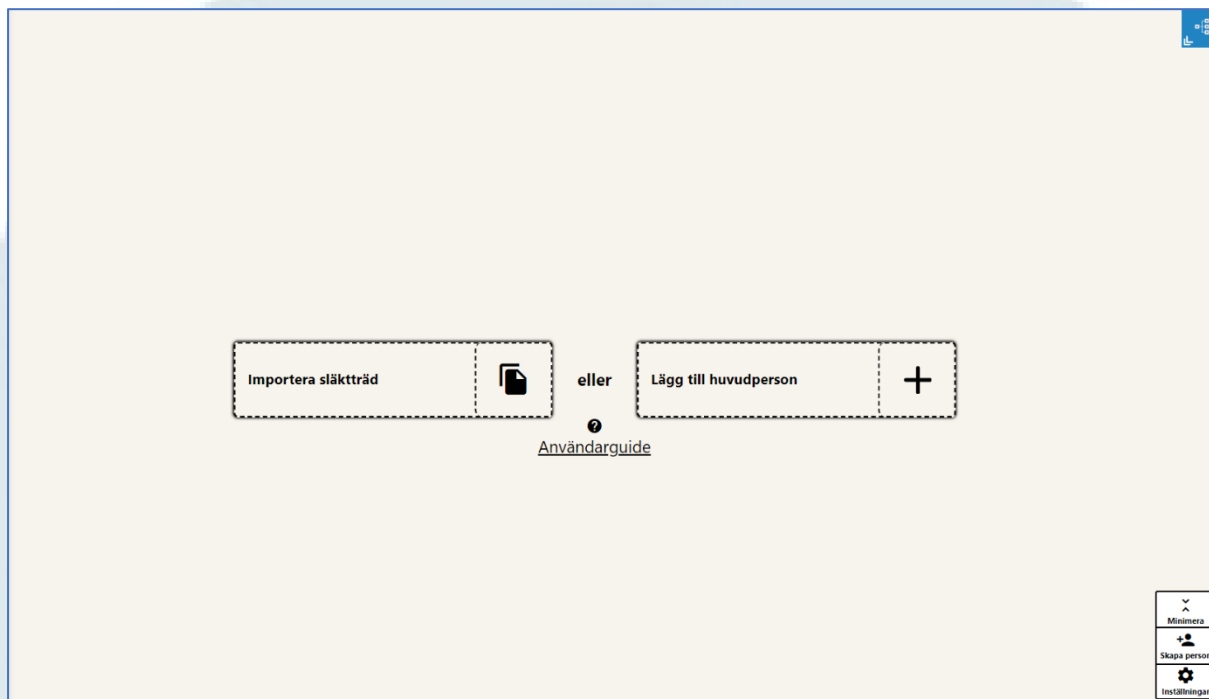 Importera släktträd
eller
Lägg till huvudperson
Användarguide
Minimera
Skapa person
Inställningar